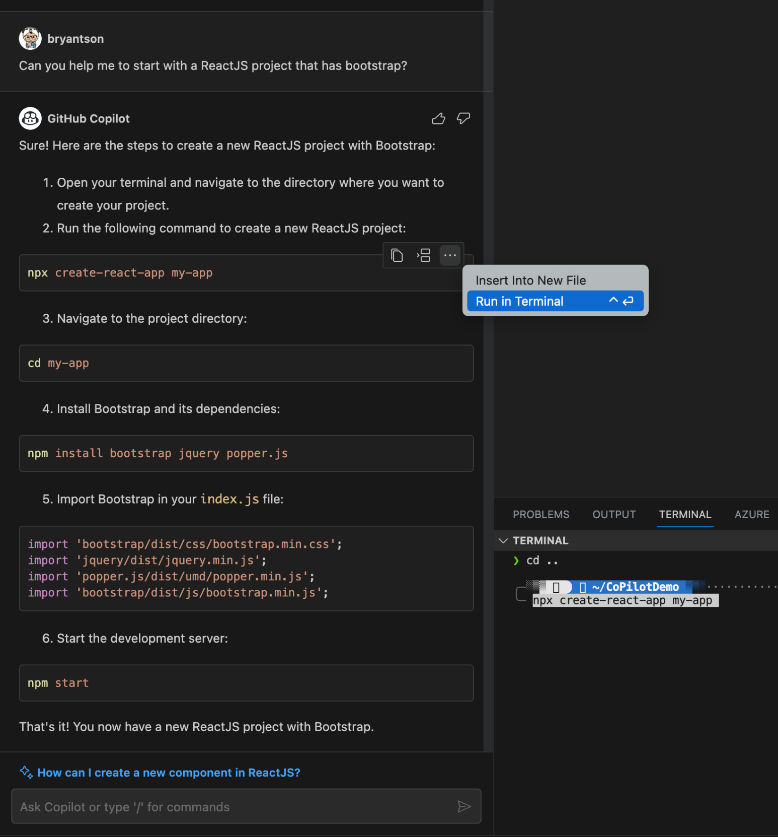 bryantson
Can you help me to start with a ReactJS project that has bootstrap?
GitHub Copilot
Sure! Here are the steps to create a new ReactJS project with Bootstrap:
1. Open your terminal and navigate to the directory where you want to
create your project.
2. Run the following command to create a new ReactJS project:
npx create-react-app my-app
Insert Into New File
Run in Terminal ^⏎
3. Navigate to the project directory:
cd my-app
4. Install Bootstrap and its dependencies:
npm install bootstrap jquery popper.js
5. Import Bootstrap in your index.js file:
import 'bootstrap/dist/css/bootstrap.min.css';
import 'jquery/dist/jquery.min.js';
import 'popper.js/dist/umd/popper.min.js';
import 'bootstrap/dist/js/bootstrap.min.js';
6. Start the development server:
npm start
That's it! You now have a new ReactJS project with Bootstrap.
How can I create a new component in ReactJS?
Ask Copilot or type '/' for commands
PROBLEMS OUTPUT TERMINAL AZURE
TERMINAL
❯ cd ..
~/CoPilotDemo
npx create-react-app my-app